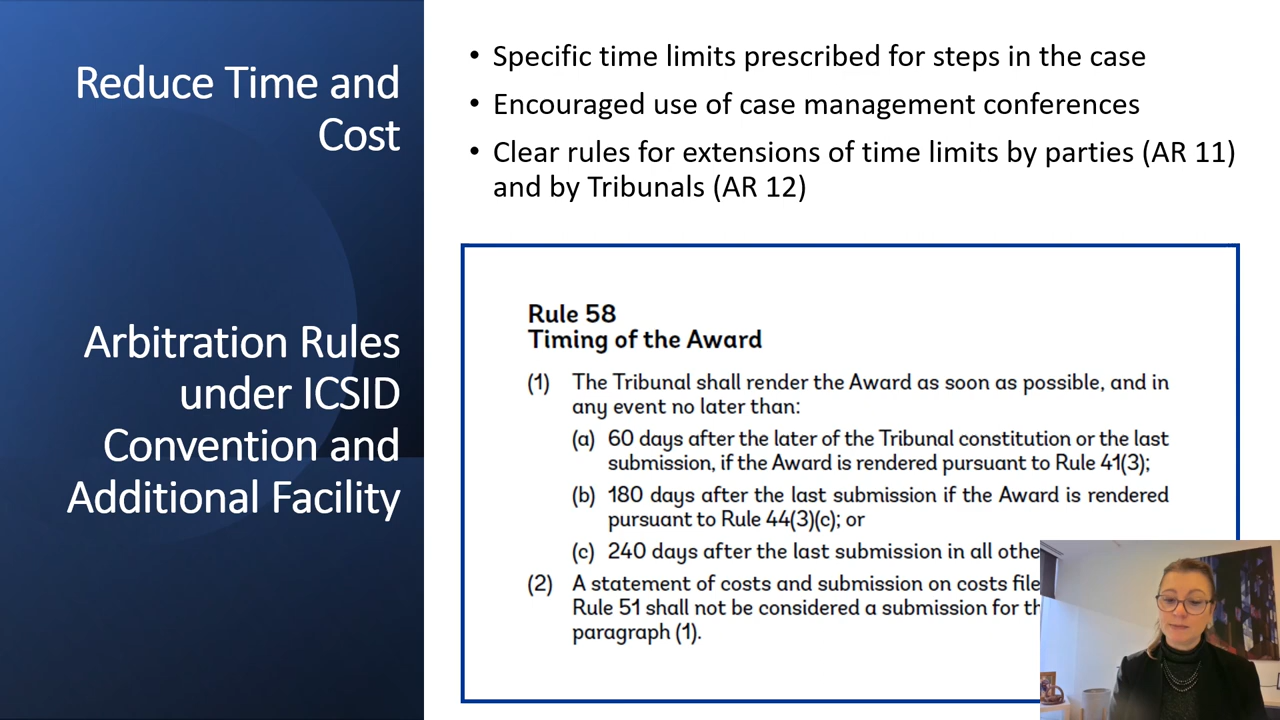 Reduce Time and
Cost
Arbitration Rules
under ICSID
Convention and
Additional Facility
• Specific time limits prescribed for steps in the case
• Encouraged use of case management conferences
• Clear rules for extensions of time limits by parties (AR 11)
and by Tribunals (AR 12)
Rule 58
Timing of the Award
(1) The Tribunal shall render the Award as soon as possible, and in
any event no later than:
(a) 60 days after the later of the Tribunal constitution or the last
submission, if the Award is rendered pursuant to Rule 41(3);
(b) 180 days after the last submission if the Award is rendered
pursuant to Rule 44(3)(c); or
(c) 240 days after the last submission in all
(2) A statement of costs and submission on costs
Rule 51 shall not be considered a submission for
paragraph (1).